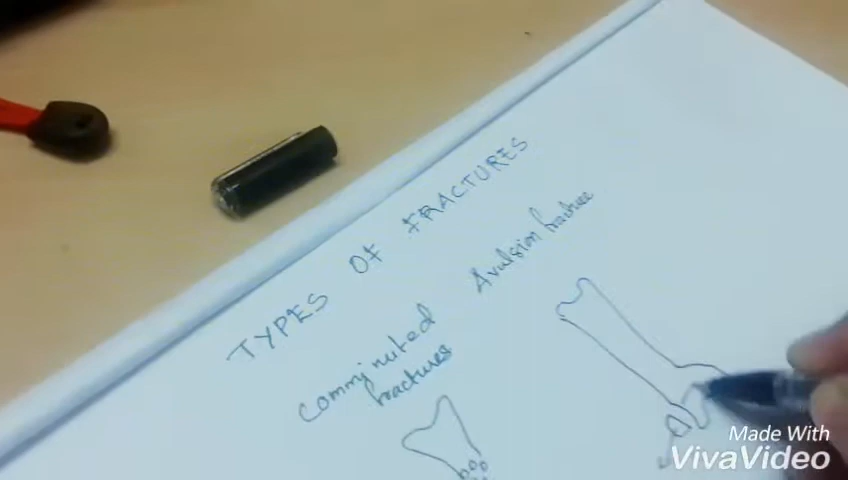 TYPES OF FRACTURES
Comminuted
fractures
Avulsion fracture
Made With
VivaVideo